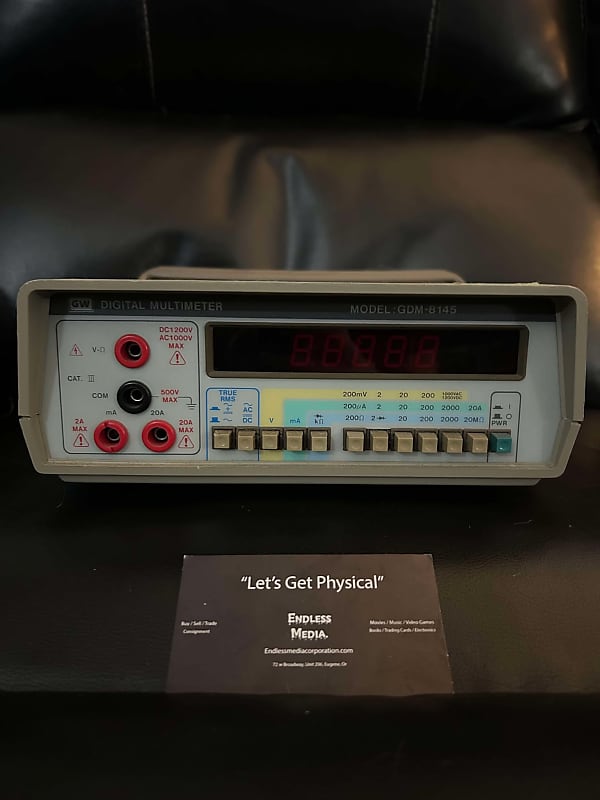 GW DIGITAL MULTIMETER MODEL:GDM-8145
DC1200V
AC1000V
MAX
V-Ω
CAT. III
COM
500V
MAX
mA
20A
2A
MAX
20A
MAX
TRUE
RMS
AC
DC
V
mA
kΩ
200mV 2 20 200 1000VAC
1200VDC
200μA 2 20 200 2000 20A
200Ω 2 20 200 2000 20MΩ
I
O
PWR
"Let's Get Physical"
Buy / Sell / Trade
Consignment
Endless
Media.
Movies / Music / Video Games
Books / Trading Cards / Electronics
Endlessmediacorporation.com
72 w Broadway, Unit 206, Eugene, Or